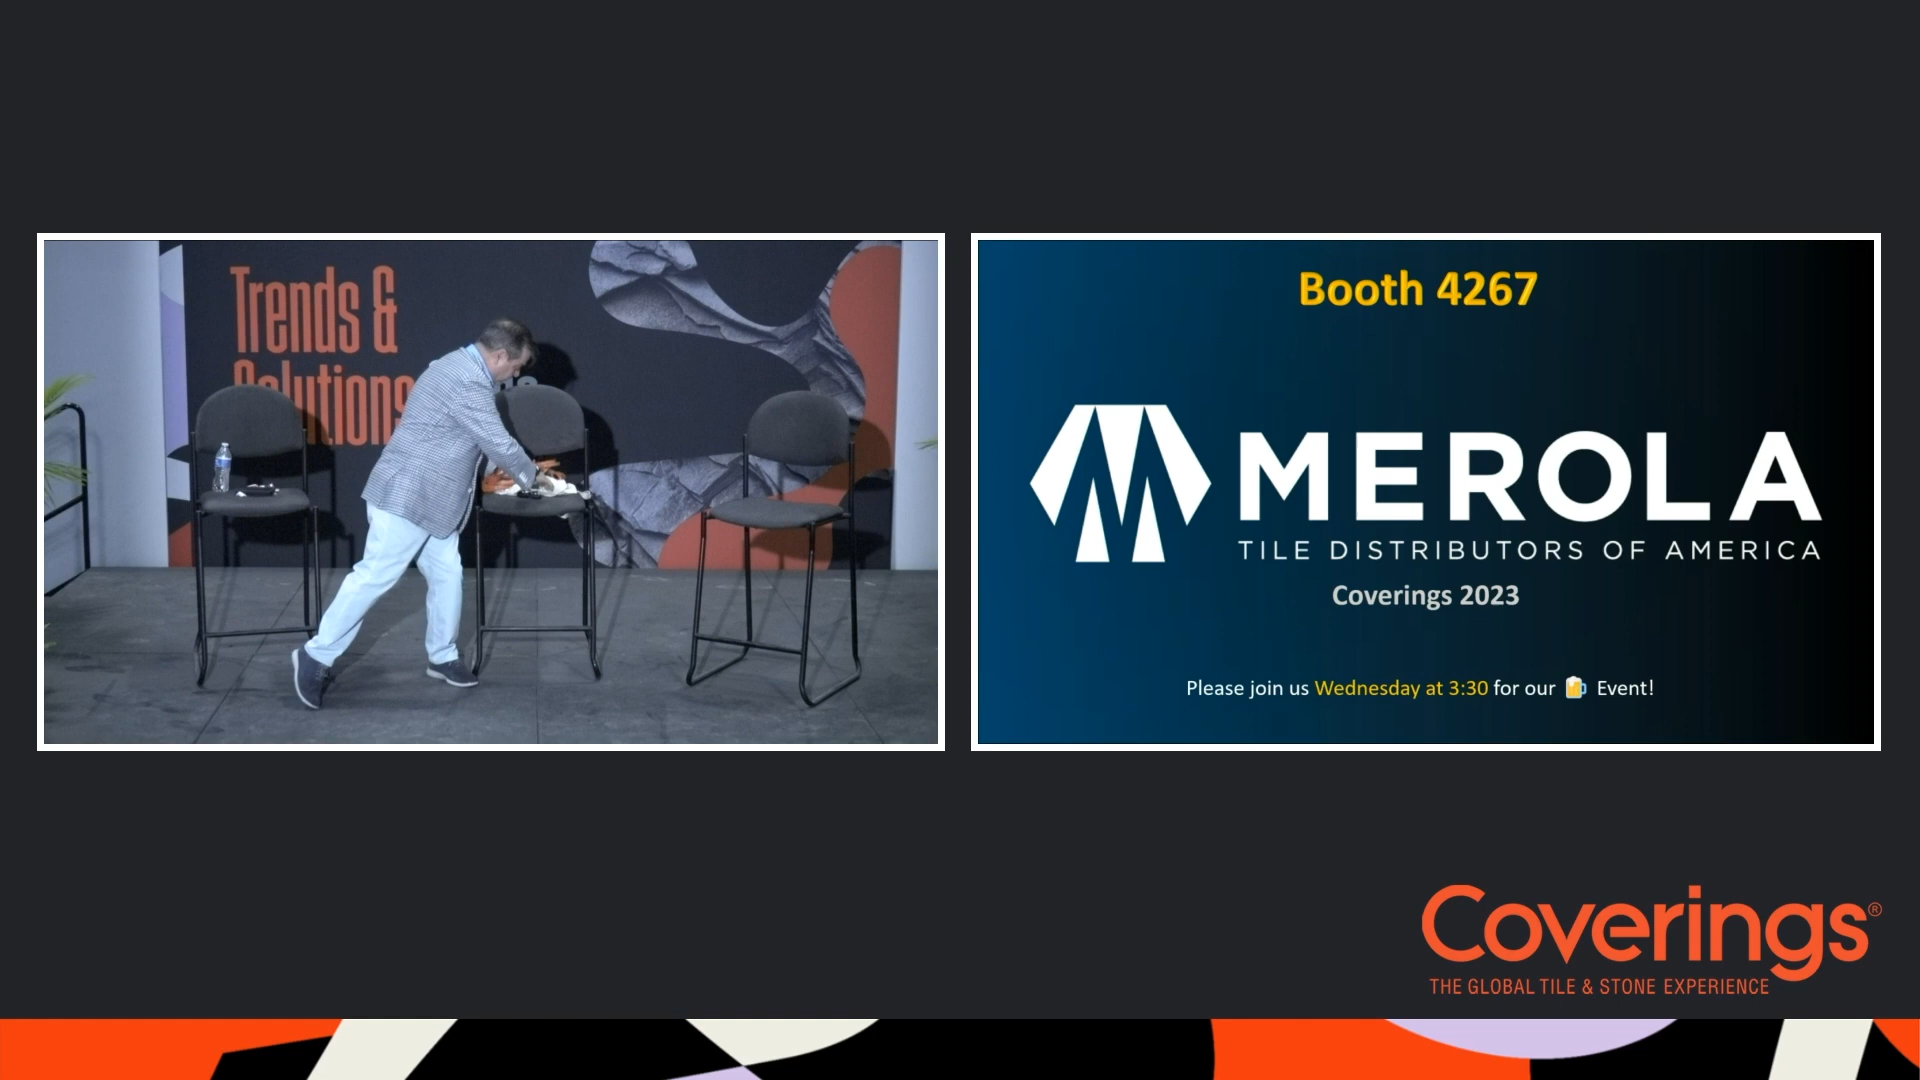 Trends &
Solutions
Booth 4267
MEROLA
TILE DISTRIBUTORS OF AMERICA
Coverings 2023
Please join us Wednesday at 3:30 for our 🍺 Event!
Coverings®
THE GLOBAL TILE & STONE EXPERIENCE